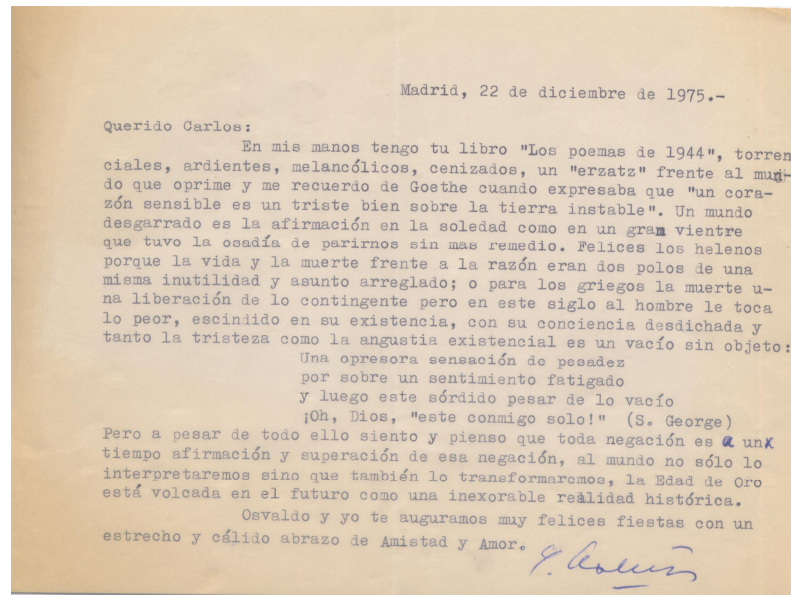 Madrid, 22 de diciembre de 1975.-
Querido Carlos:
En mis manos tengo tu libro "Los poemas de 1944", torren
ciales, ardientes, melancólicos, cenizados, un "erzatz" frente al mun-
do que oprime y me recuerdo de Goethe cuando expresaba que "un cora-
zón sensible es un triste bien sobre la tierra instable". Un mundo
desgarrado es la afirmación en la soledad como en un gran vientre
que tuvo la osadía de parirnos sin mas remedio. Felices los helenos
porque la vida y la muerte frente a la razón eran dos polos de una
misma inutilidad y asunto arreglado; o para los griegos la muerte u-
na liberación de lo contingente pero en este siglo al hombre le toca
lo peor, escindido en su existencia, con su conciencia desdichada y
tanto la tristeza como la angustia existencial es un vacío sin objeto:
Una opresora sensación de pesadez
por sobre un sentimiento fatigado
y luego este sórdido pesar de lo vacío
¡Oh, Dios, "este conmigo solo!" (S. George)
Pero a pesar de todo ello siento y pienso que toda negación es a un
tiempo afirmación y superación de esa negación, al mundo no sólo lo
interpretaremos sino que también lo transformaremos, la Edad de Oro
está volcada en el futuro como una inexorable realidad histórica.
Osvaldo y yo te auguramos muy felices fiestas con un
estrecho y cálido abrazo de Amistad y Amor.